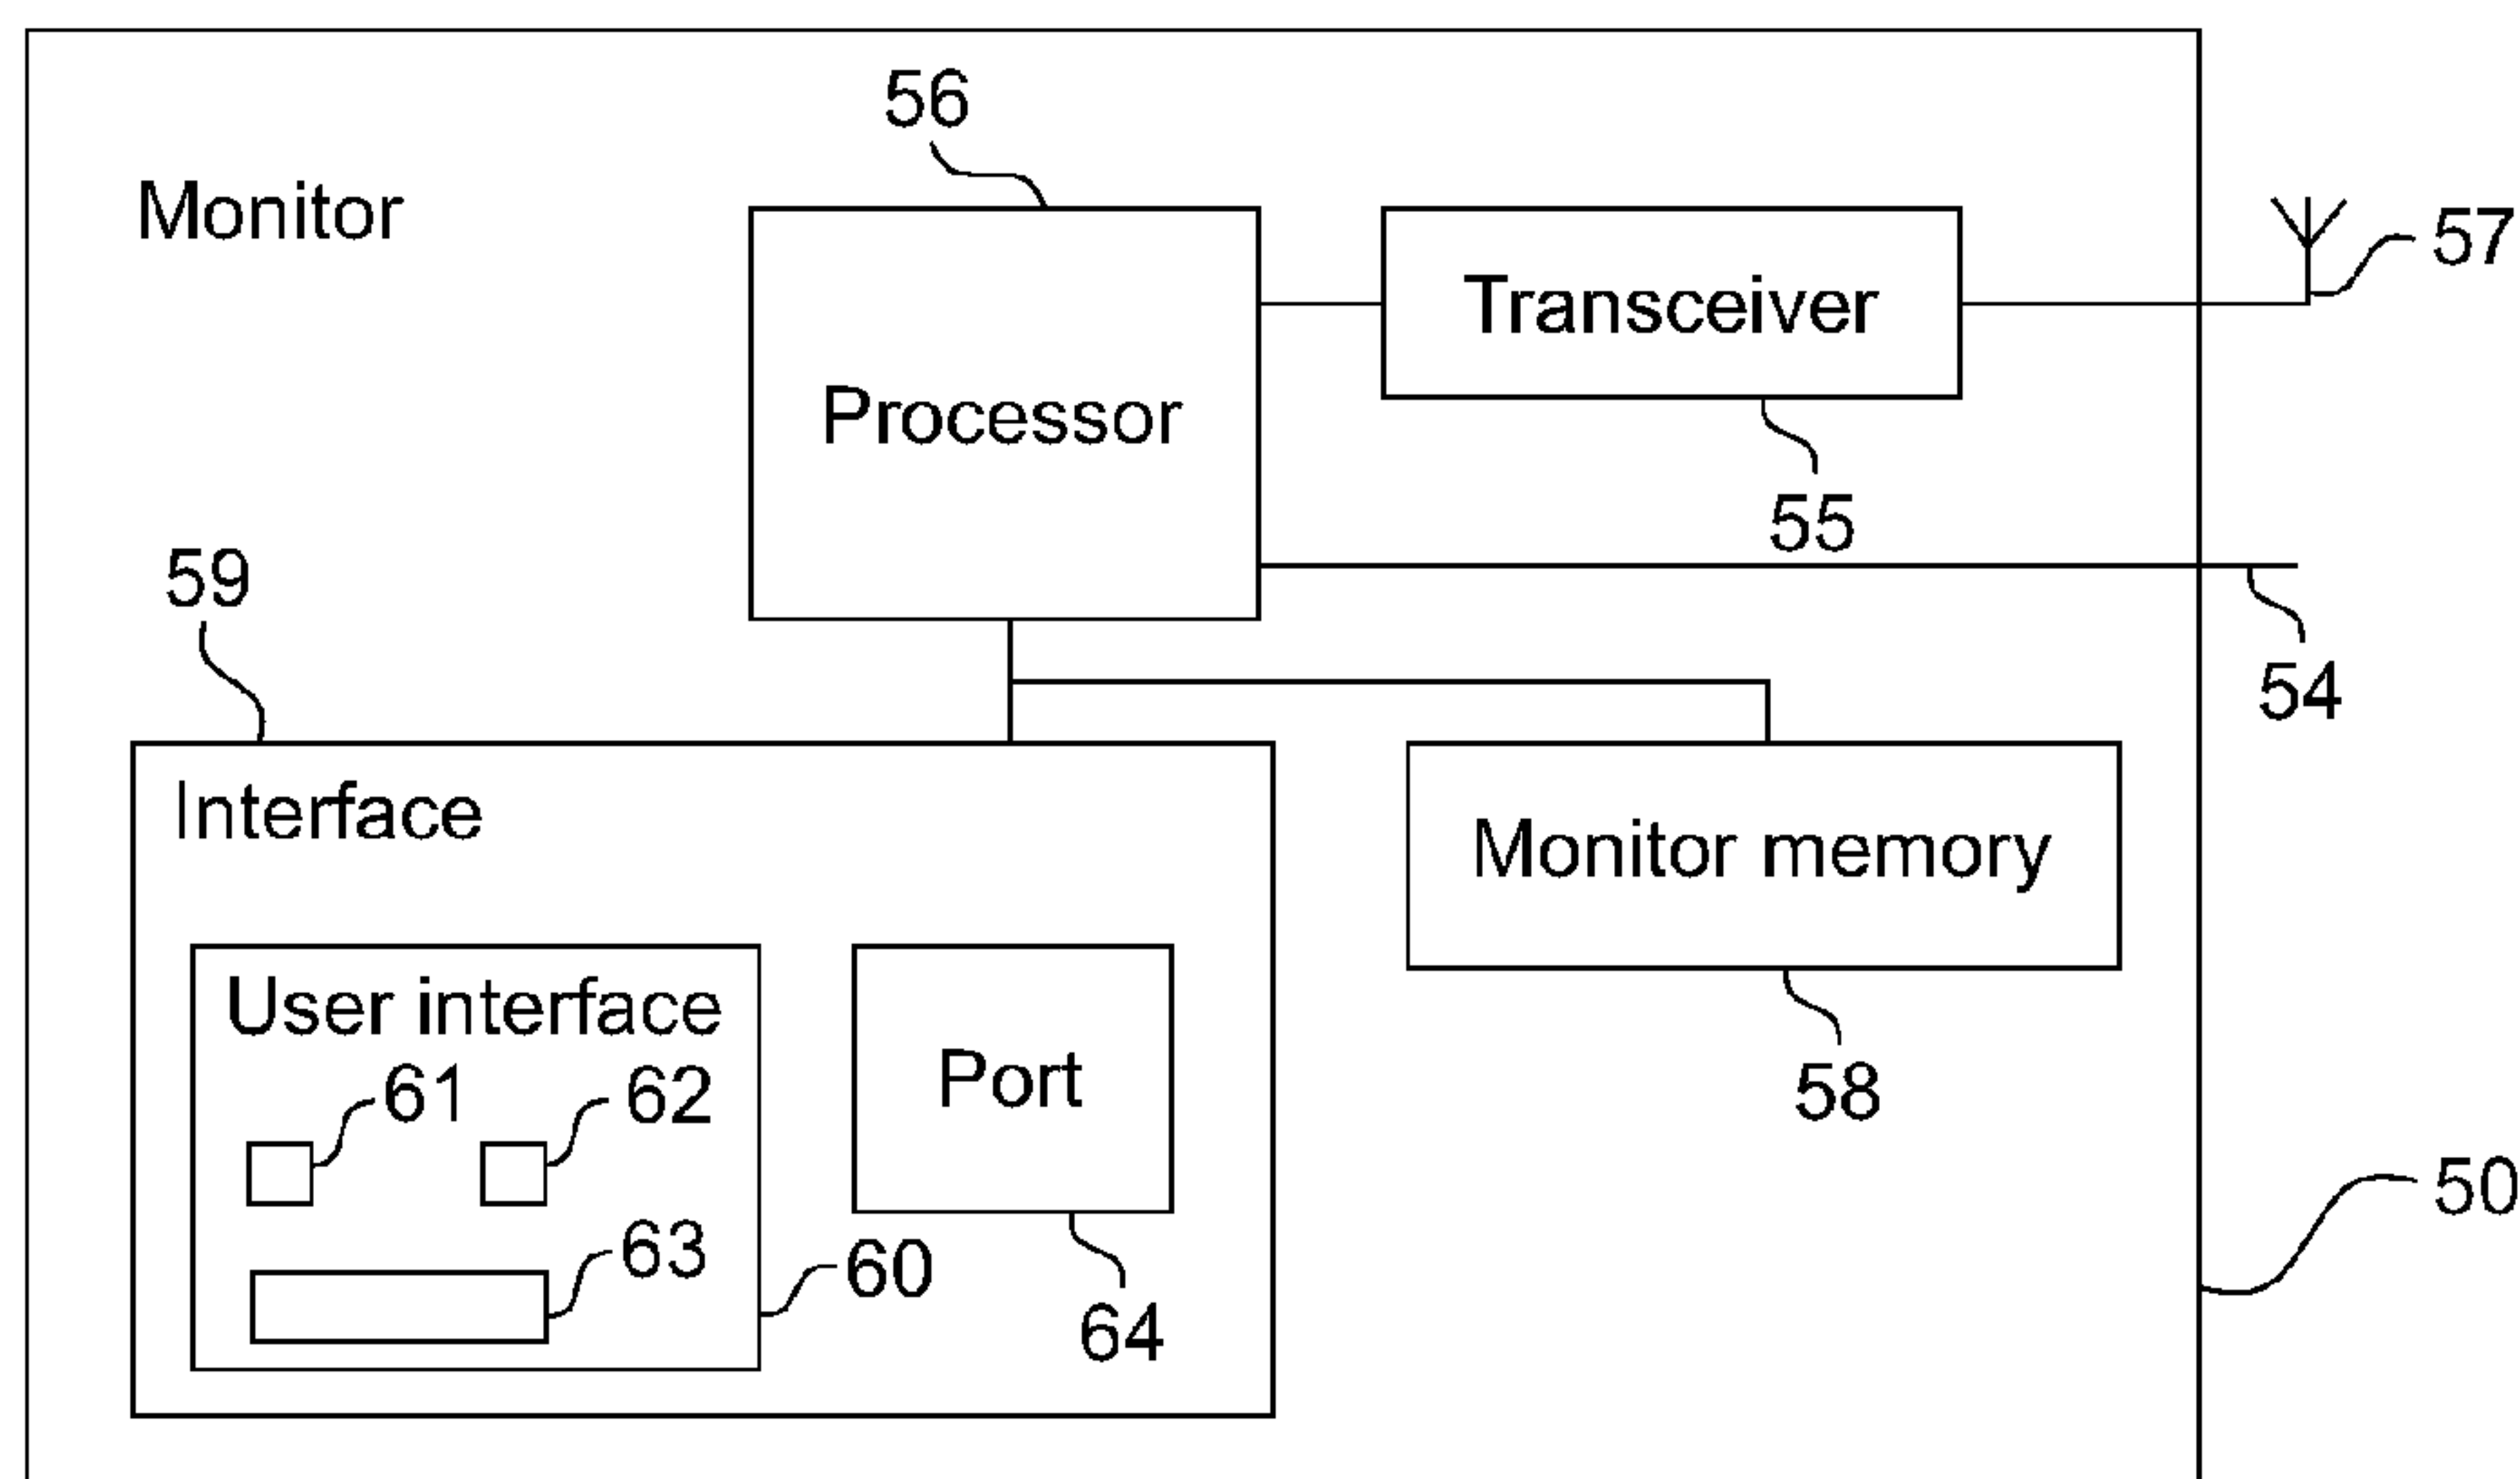 56
Monitor
57
Transceiver
Processor
55
59
54
Interface
Monitor memory
User interface
Port
61
62
58
50
63
60
64